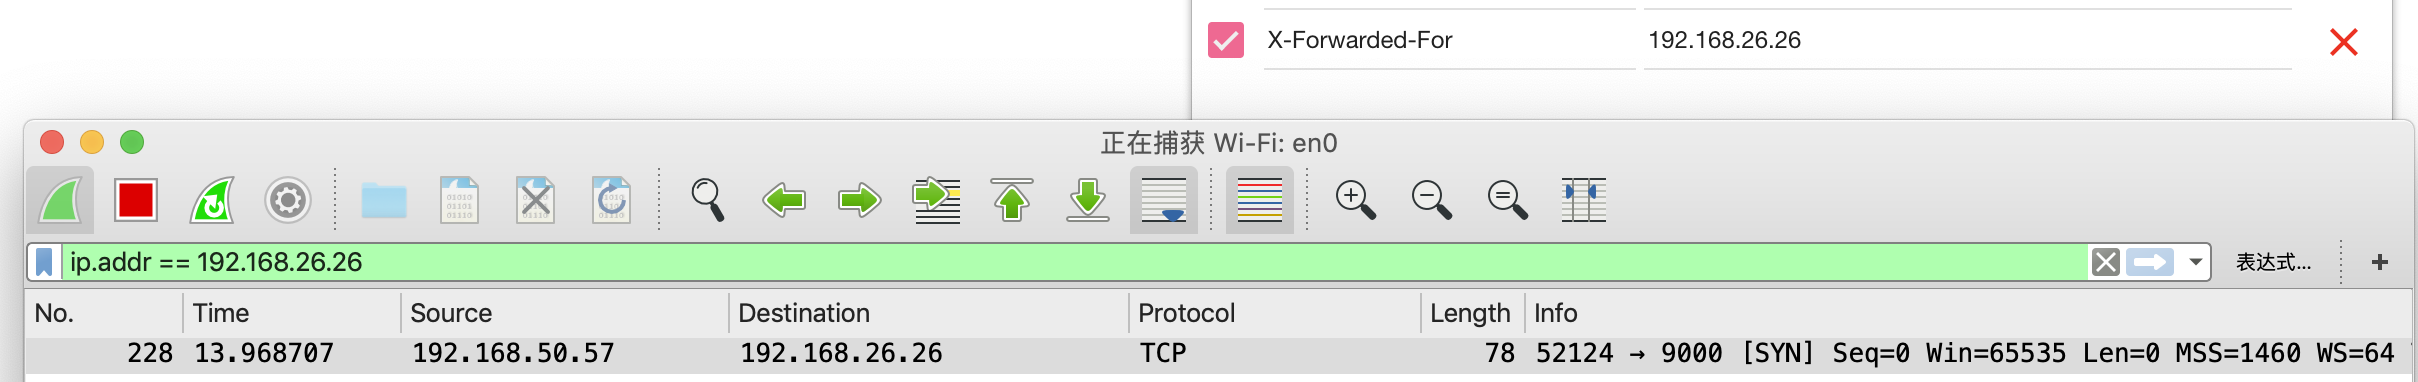 X-Forwarded-For 192.168.26.26
正在捕获 Wi-Fi: en0
ip.addr == 192.168.26.26 表达式... +
No. Time Source Destination Protocol Length Info
228 13.968707 192.168.50.57 192.168.26.26 TCP 78 52124 → 9000 [SYN] Seq=0 Win=65535 Len=0 MSS=1460 WS=64